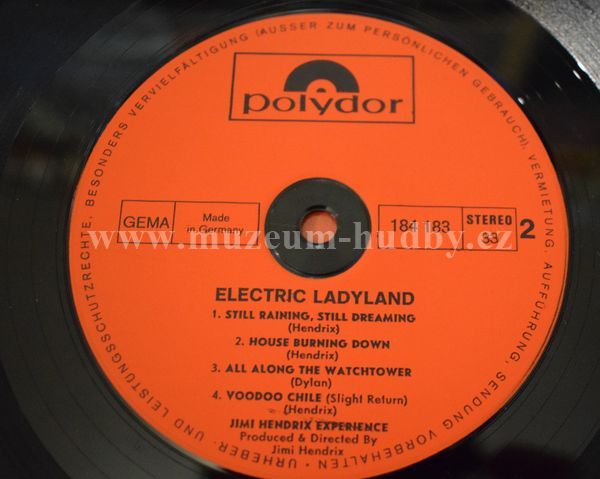 URHEBER- UND LEISTUNGSSCHUTZRECHTE, BESONDERS VERVIELFÄLTIGUNG (AUSSER ZUM PERSÖNLICHEN GEBRAUCH), VERMIETUNG, AUFFÜHRUNG, SENDUNG VORBEHALTEN ·
polydor
GEMA Made in Germany 184 183 STEREO 33 2
www.muzeum-hudby.cz
ELECTRIC LADYLAND
1. STILL RAINING, STILL DREAMING
(Hendrix)
2. HOUSE BURNING DOWN
(Hendrix)
3. ALL ALONG THE WATCHTOWER
(Dylan)
4. VOODOO CHILE (Slight Return)
(Hendrix)
JIMI HENDRIX EXPERIENCE
Produced & Directed By
Jimi Hendrix